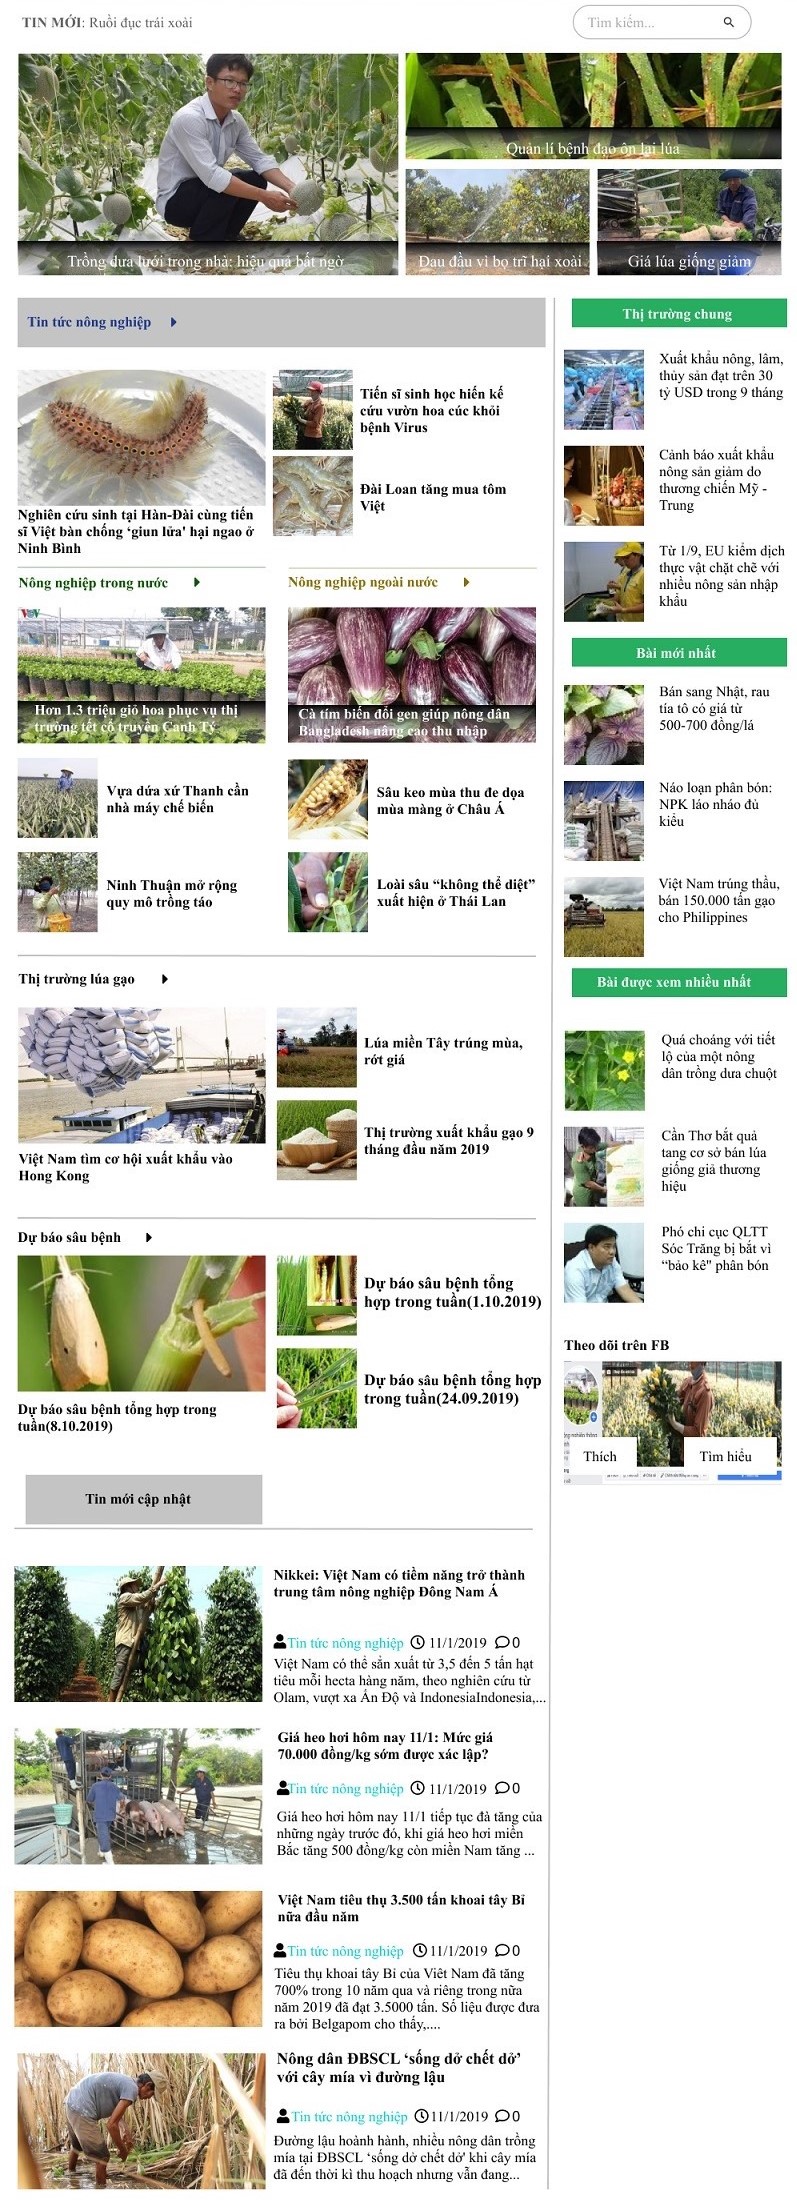 TIN MỚI: Ruồi đục trái xoài
Tìm kiếm...
Trồng dưa lưới trong nhà: hiệu quả bất ngờ
Quản lí bệnh đạo ôn lại lúa
Đau đầu vì bọ trĩ hại xoài
Giá lúa giống giảm
Tin tức nông nghiệp
Nghiên cứu sinh tại Hàn-Đài cùng tiến
sĩ Việt bàn chống ‘giun lửa' hại ngao ở
Ninh Bình
Tiến sĩ sinh học hiến kế
cứu vườn hoa cúc khỏi
bệnh Virus
Đài Loan tăng mua tôm
Việt
Nông nghiệp trong nước
VOV
Hơn 1.3 triệu giỏ hoa phục vụ thị
trường tết cổ truyền Canh Tý
Vựa dứa xứ Thanh cần
nhà máy chế biến
Ninh Thuận mở rộng
quy mô trồng táo
Nông nghiệp ngoài nước
Cà tím biến đổi gen giúp nông dân
Bangladesh nâng cao thu nhập
Sâu keo mùa thu đe dọa
mùa màng ở Châu Á
Loài sâu “không thể diệt”
xuất hiện ở Thái Lan
Thị trường lúa gạo
Việt Nam tìm cơ hội xuất khẩu vào
Hong Kong
Lúa miền Tây trúng mùa,
rớt giá
Thị trường xuất khẩu gạo 9
tháng đầu năm 2019
Dự báo sâu bệnh
Dự báo sâu bệnh tổng hợp trong
tuần(8.10.2019)
Dự báo sâu bệnh tổng
hợp trong tuần(1.10.2019)
Dự báo sâu bệnh tổng hợp
trong tuần(24.09.2019)
Tin mới cập nhật
Nikkei: Việt Nam có tiềm năng trở thành
trung tâm nông nghiệp Đông Nam Á
Tin tức nông nghiệp 11/1/2019 0
Việt Nam có thể sản xuất từ 3,5 đến 5 tấn hạt
tiêu mỗi hecta hàng năm, theo nghiên cứu từ
Olam, vượt xa Ấn Độ và IndonesiaIndonesia,...
Giá heo hơi hôm nay 11/1: Mức giá
70.000 đồng/kg sớm được xác lập?
Tin tức nông nghiệp 11/1/2019 0
Giá heo hơi hôm nay 11/1 tiếp tục đà tăng của
những ngày trước đó, khi giá heo hơi miền
Bắc tăng 500 đồng/kg còn miền Nam tăng ...
Việt Nam tiêu thụ 3.500 tấn khoai tây Bỉ
nữa đầu năm
Tin tức nông nghiệp 11/1/2019 0
Tiêu thụ khoai tây Bỉ của Việt Nam đã tăng
700% trong 10 năm qua và riêng trong nữa
năm 2019 đã đạt 3.5000 tấn. Số liệu được đưa
ra bởi Belgapom cho thấy,....
Nông dân ĐBSCL ‘sống dở chết dở’
với cây mía vì đường lậu
Tin tức nông nghiệp 11/1/2019 0
Đường lậu hoành hành, nhiều nông dân trồng
mía tại ĐBSCL ‘sống dở chết dở' khi cây mía
đã đến thời kì thu hoạch nhưng vẫn đang...
Thị trường chung
Xuất khẩu nông, lâm,
thủy sản đạt trên 30
tỷ USD trong 9 tháng
Cảnh báo xuất khẩu
nông sản giảm do
thương chiến Mỹ -
Trung
Từ 1/9, EU kiểm dịch
thực vật chặt chẽ với
nhiều nông sản nhập
khẩu
Bài mới nhất
Bán sang Nhật, rau
tía tô có giá từ
500-700 đồng/lá
Náo loạn phân bón:
NPK láo nháo đủ
kiểu
Việt Nam trúng thầu,
bán 150.000 tấn gạo
cho Philippines
Bài được xem nhiều nhất
Quá choáng với tiết
lộ của một nông
dân trồng dưa chuột
Cần Thơ bắt quả
tang cơ sở bán lúa
giống giả thương
hiệu
Phó chi cục QLTT
Sóc Trăng bị bắt vì
“bảo kê" phân bón
Theo dõi trên FB
Thích
Tìm hiểu